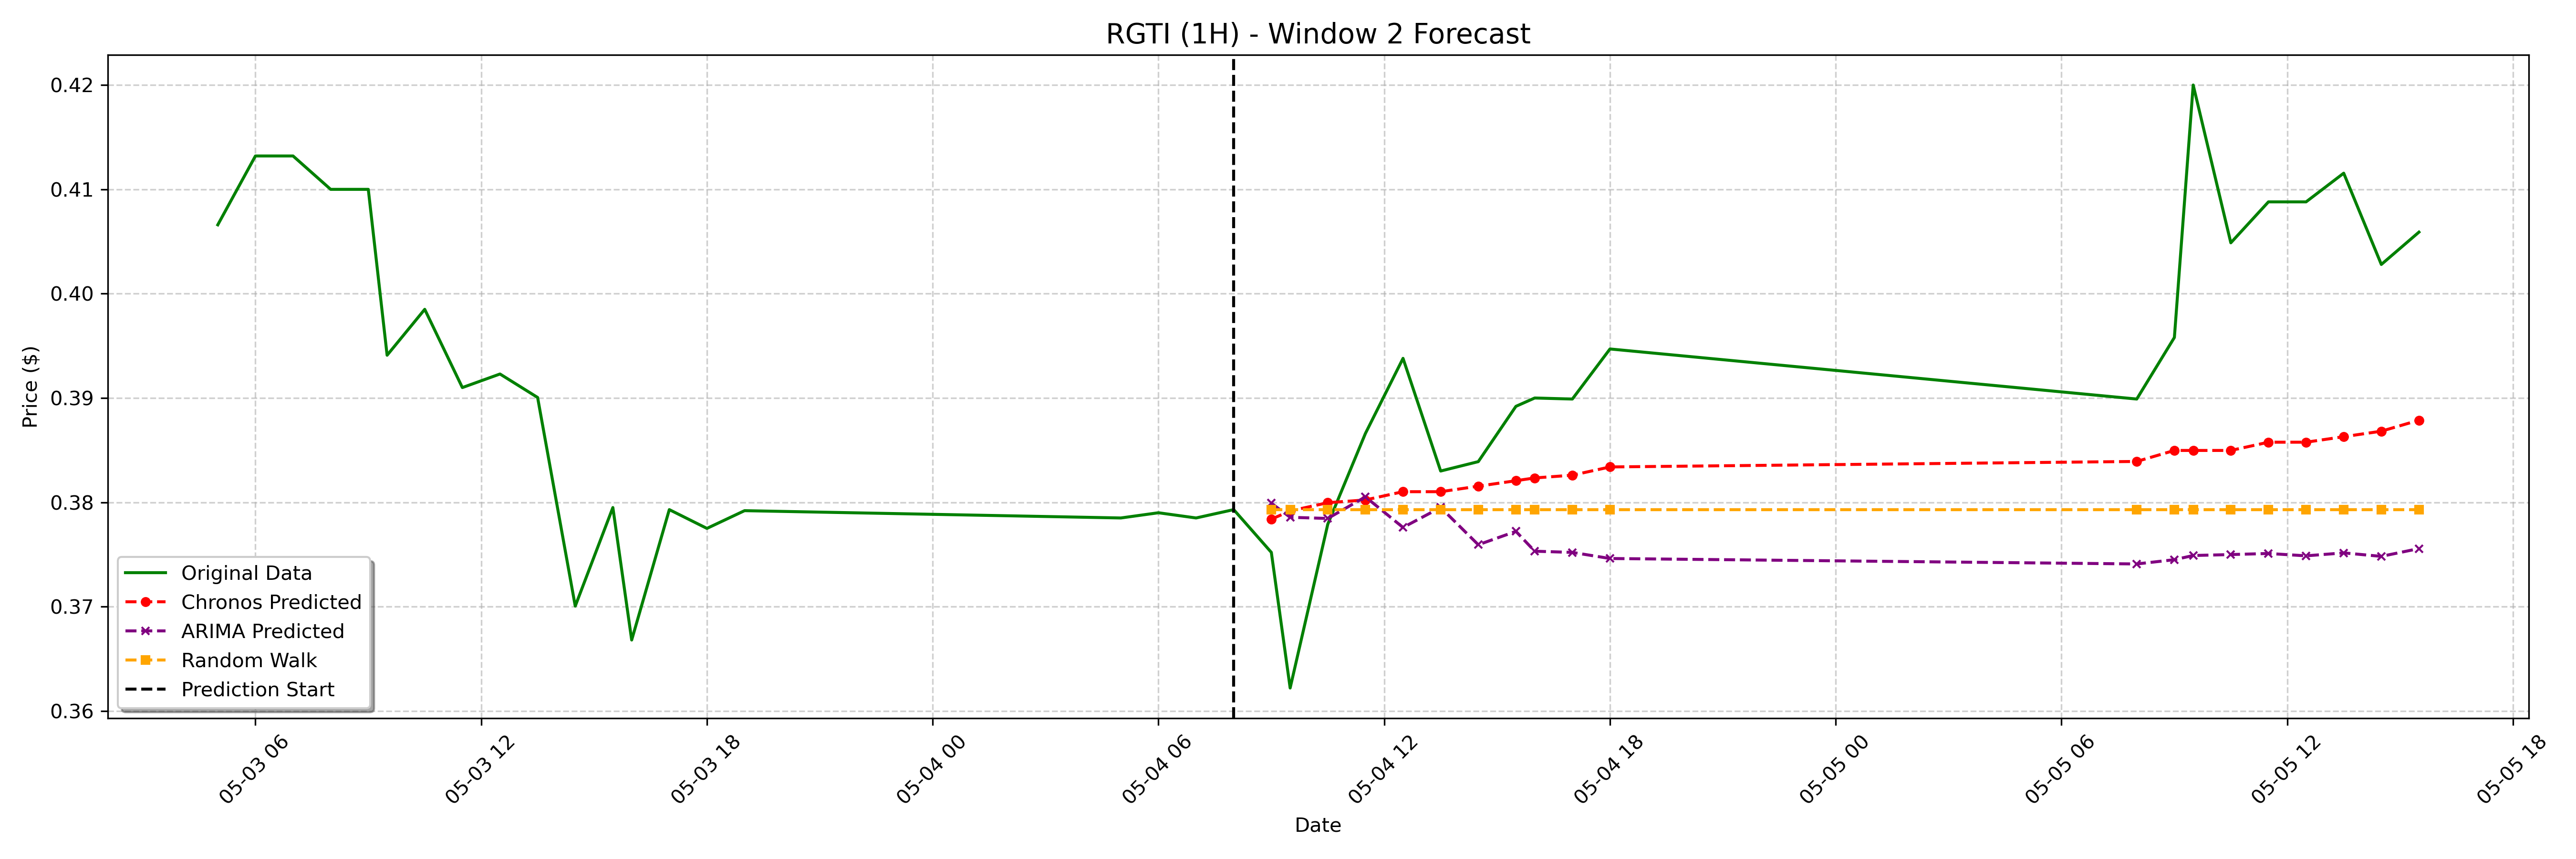 RGTI (1H) - Window 2 Forecast
Price ($)
0.42
0.41
0.40
0.39
0.38
0.37
0.36
Original Data
Chronos Predicted
ARIMA Predicted
Random Walk
Prediction Start
05-03 06
05-03 12
05-03 18
05-04 00
05-04 06
05-04 12
05-04 18
05-05 00
05-05 06
05-05 12
05-05 18
Date